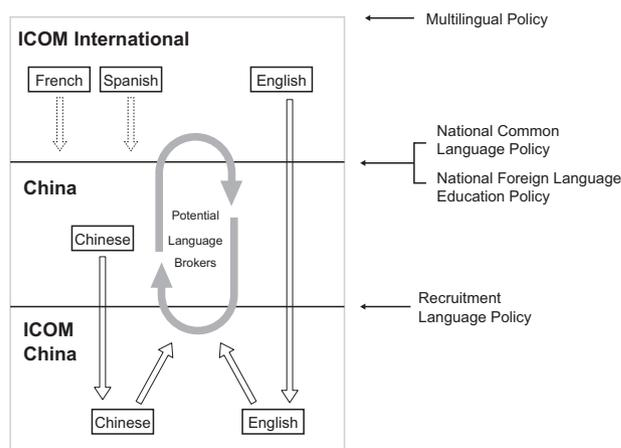 Multilingual Policy
ICOM International
French
Spanish
English
National Common
Language Policy
National Foreign Language
Education Policy
China
Potential
Language
Brokers
Chinese
Recruitment
Language Policy
ICOM
China
Chinese
English